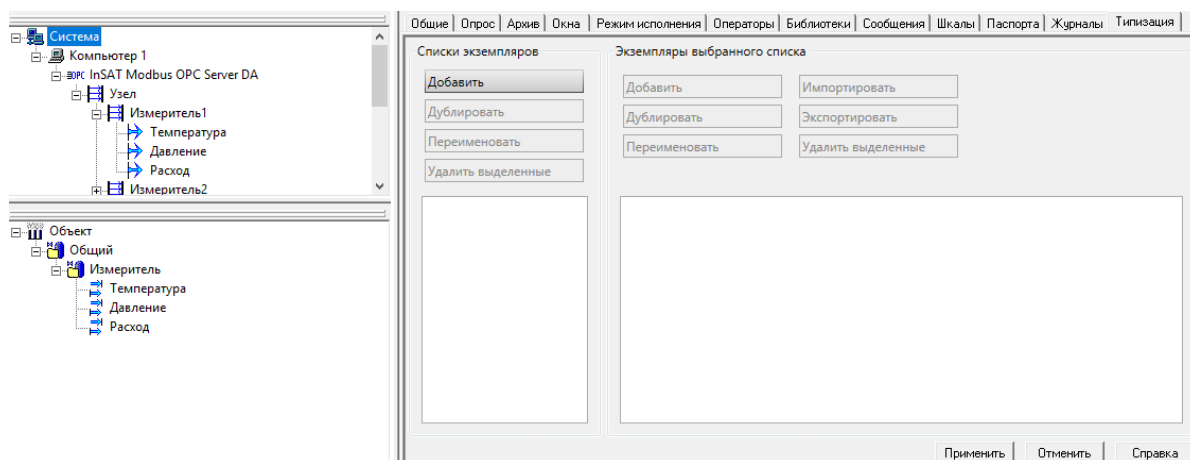 Система
Компьютер 1
OPC InSAT Modbus OPC Server DA
Узел
Измеритель1
Температура
Давление
Расход
Измеритель2
Объект
Общий
Измеритель
Температура
Давление
Расход
Общие Опрос Архив Окна Режим исполнения Операторы Библиотеки Сообщения Шкалы Паспорта Журналы Типизация
Списки экземпляров
Добавить
Дублировать
Переименовать
Удалить выделенные
Экземпляры выбранного списка
Добавить Импортировать
Дублировать Экспортировать
Переименовать Удалить выделенные
Применить Отменить Справка